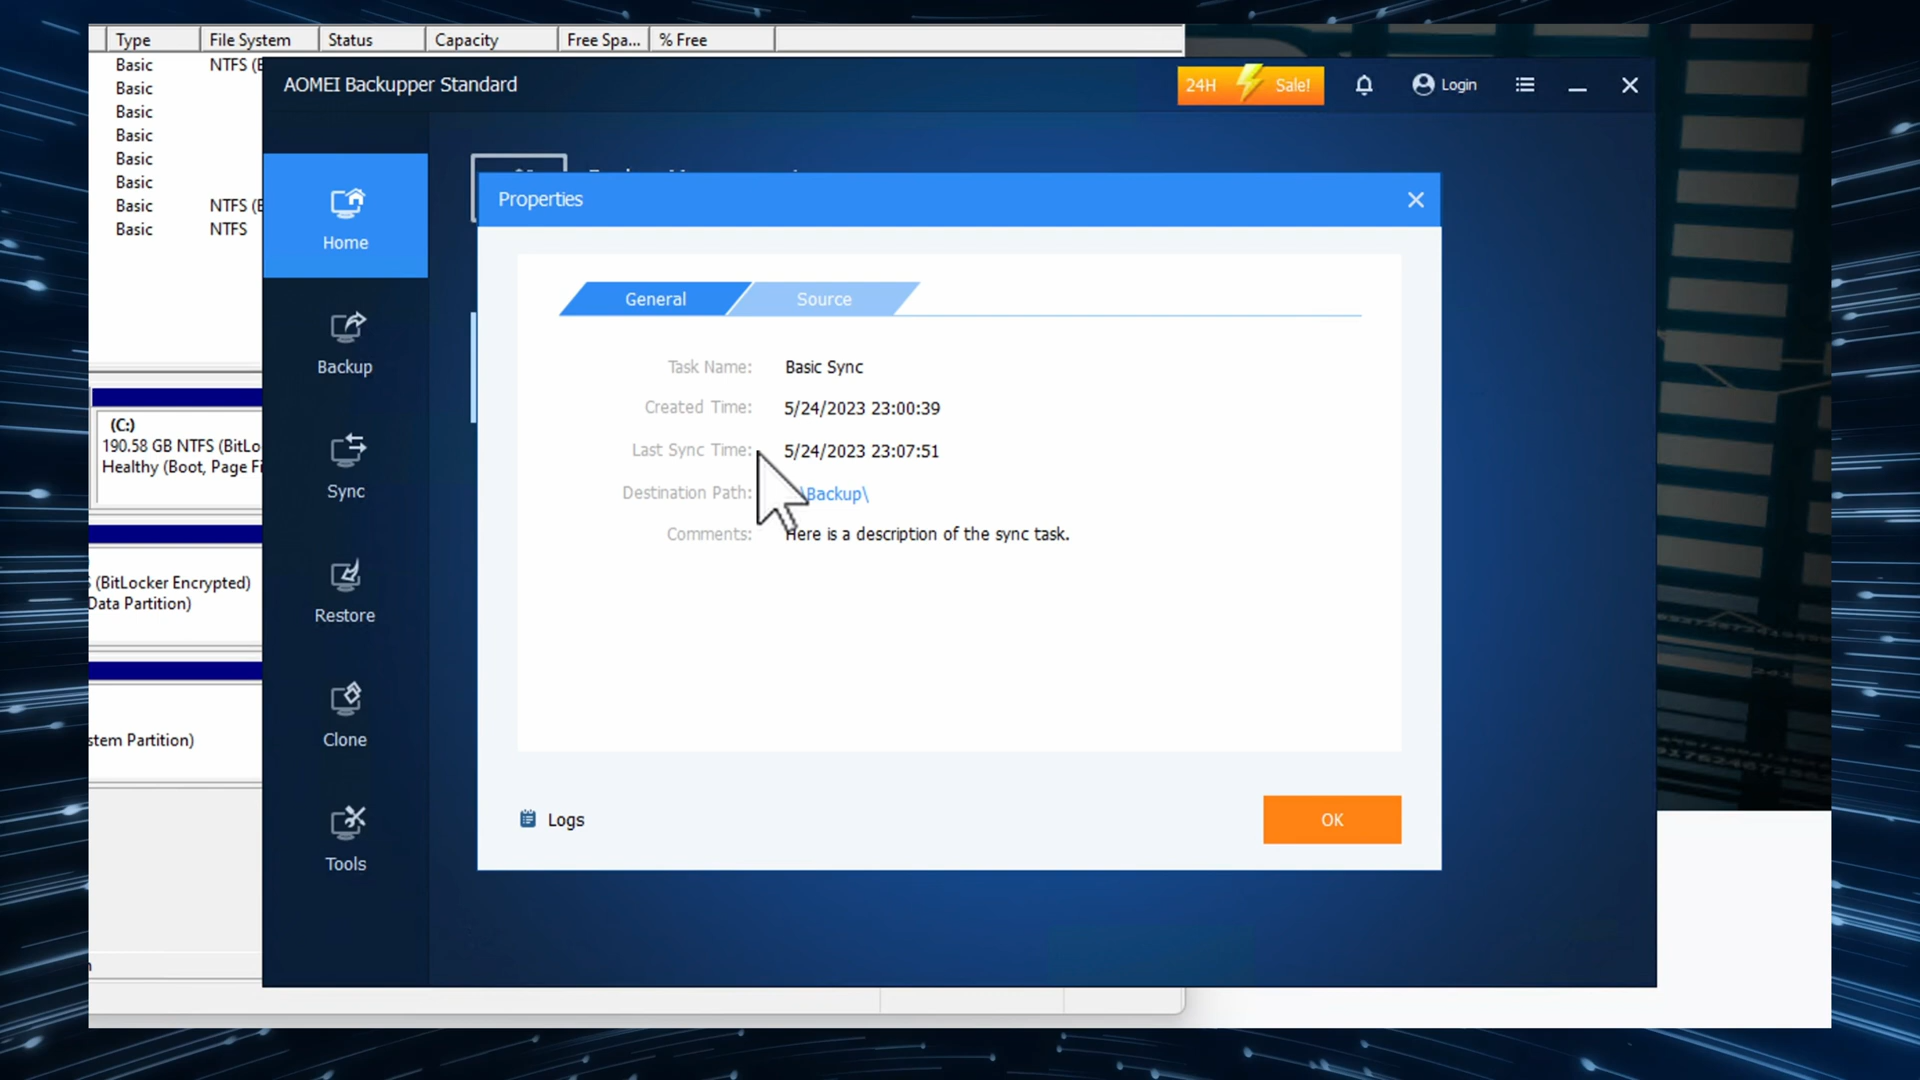 Type File System Status Capacity Free Spa... % Free
Basic NTFS (B
Basic
Basic
Basic
Basic
Basic
Basic NTFS (B
Basic NTFS
(C:)
190.58 GB NTFS (BitLo
Healthy (Boot, Page Fi
(BitLocker Encrypted)
Data Partition)
stem Partition)
AOMEI Backupper Standard
24H Sale!
Login
Home
Backup
Sync
Restore
Clone
Tools
Properties
General Source
Task Name: Basic Sync
Created Time: 5/24/2023 23:00:39
Last Sync Time: 5/24/2023 23:07:51
Destination Path: \Backup\
Comments: Here is a description of the sync task.
Logs
OK